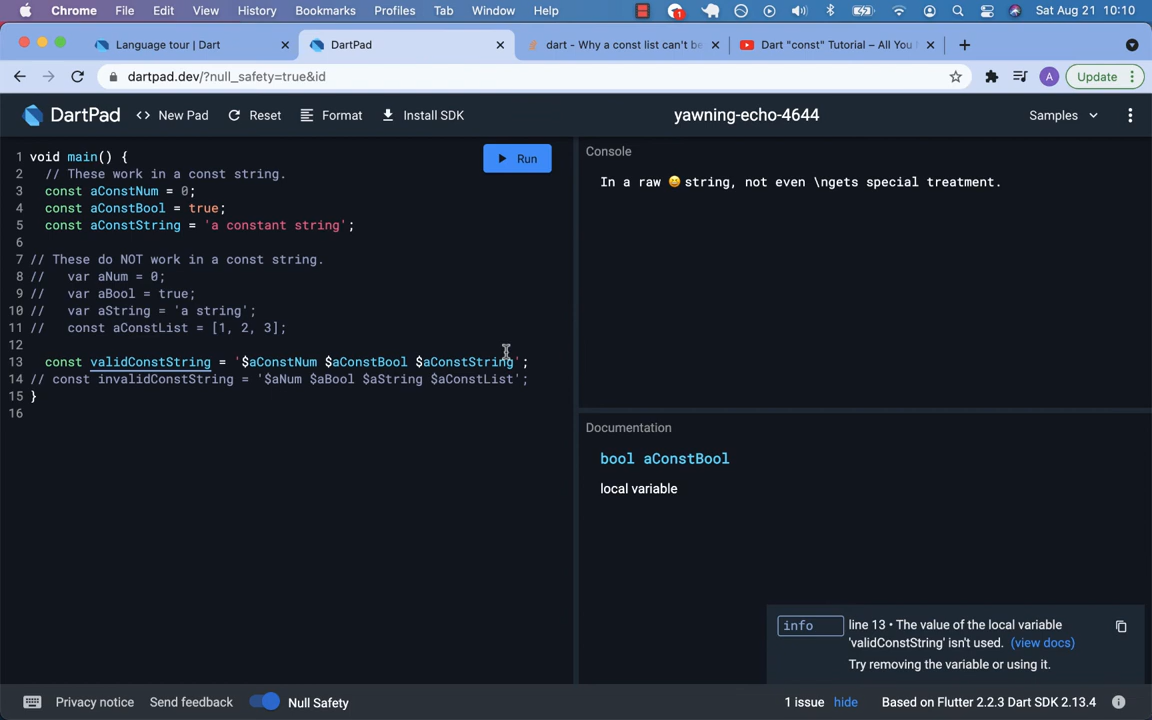 Chrome File Edit View History Bookmarks Profiles Tab Window Help 1 Sat Aug 21 10:10
Language tour | Dart DartPad dart - Why a const list can't be Dart "const" Tutorial – All You
dartpad.dev/?null_safety=true&id A Update
DartPad <> New Pad Reset Format Install SDK yawning-echo-4644 Samples
1 void main() {
2 // These work in a const string.
3 const aConstNum = 0;
4 const aConstBool = true;
5 const aConstString = 'a constant string';
6
7 // These do NOT work in a const string.
8 // var aNum = 0;
9 // var aBool = true;
10 // var aString = 'a string';
11 // const aConstList = [1, 2, 3];
12
13 const validConstString = '$aConstNum $aConstBool $aConstString';
14 // const invalidConstString = '$aNum $aBool $aString $aConstList';
15 }
16
Run
Console
In a raw 😄 string, not even \ngets special treatment.
Documentation
bool aConstBool
local variable
info line 13 • The value of the local variable
'validConstString' isn't used. (view docs)
Try removing the variable or using it.
Privacy notice Send feedback Null Safety 1 issue hide Based on Flutter 2.2.3 Dart SDK 2.13.4